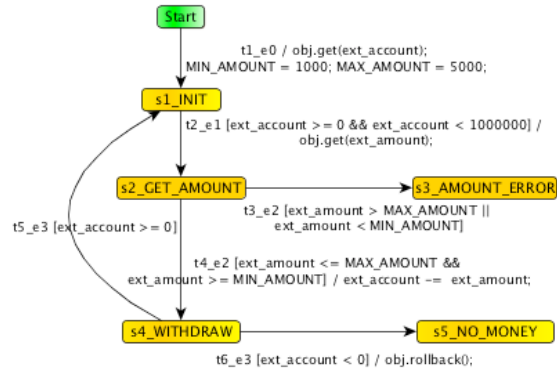 Start
t1_e0 / obj.get(ext_account);
MIN_AMOUNT = 1000; MAX_AMOUNT = 5000;
s1_INIT
t2_e1 [ext_account >= 0 && ext_account < 1000000] /
obj.get(ext_amount);
s2_GET_AMOUNT
s3_AMOUNT_ERROR
t3_e2 [ext_amount > MAX_AMOUNT ||
ext_amount < MIN_AMOUNT]
t5_e3 [ext_account >= 0]
t4_e2 [ext_amount <= MAX_AMOUNT &&
ext_amount >= MIN_AMOUNT] / ext_account -= ext_amount;
s4_WITHDRAW
s5_NO_MONEY
t6_e3 [ext_account < 0] / obj.rollback();